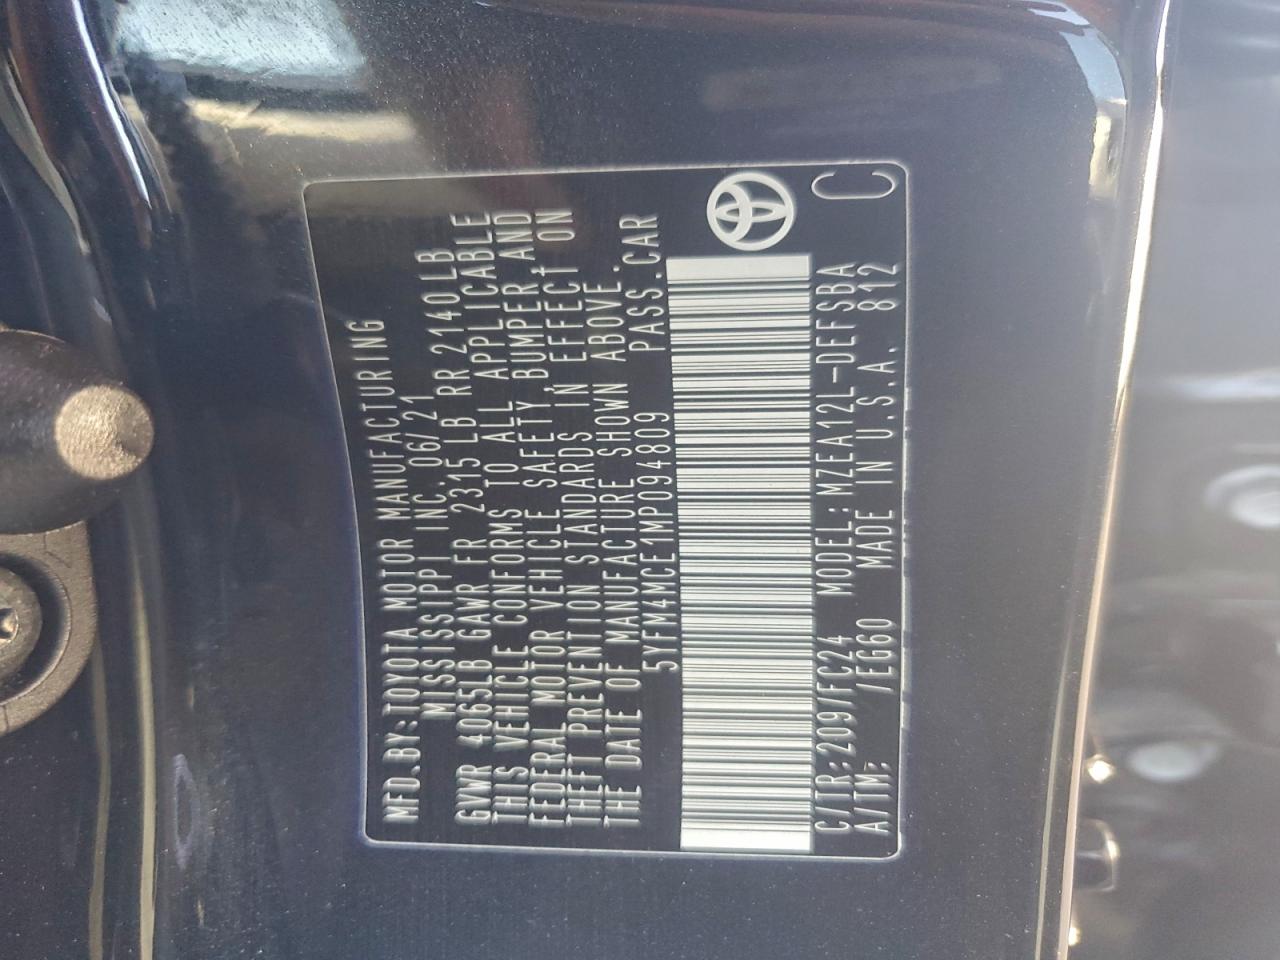 MFD.BY:TOYOTA MOTOR MANUFACTURING
MISSISSIPPI INC. 06/21
GVWR 4065LB GAWR FR 2315LB RR 2140LB
THIS VEHICLE CONFORMS TO ALL APPLICABLE
FEDERAL MOTOR VEHICLE SAFETY,BUMPER,AND
THEFT PREVENTION STANDARDS IN EFFECT ON
THE DATE OF MANUFACTURE SHOWN ABOVE.
5YFM4MCE1MP094809 PASS.CAR
C/TR:209/FC24 MODEL:MZEA12L-DEFSBA C
A/TM: /EG60 MADE IN U.S.A. 812 C